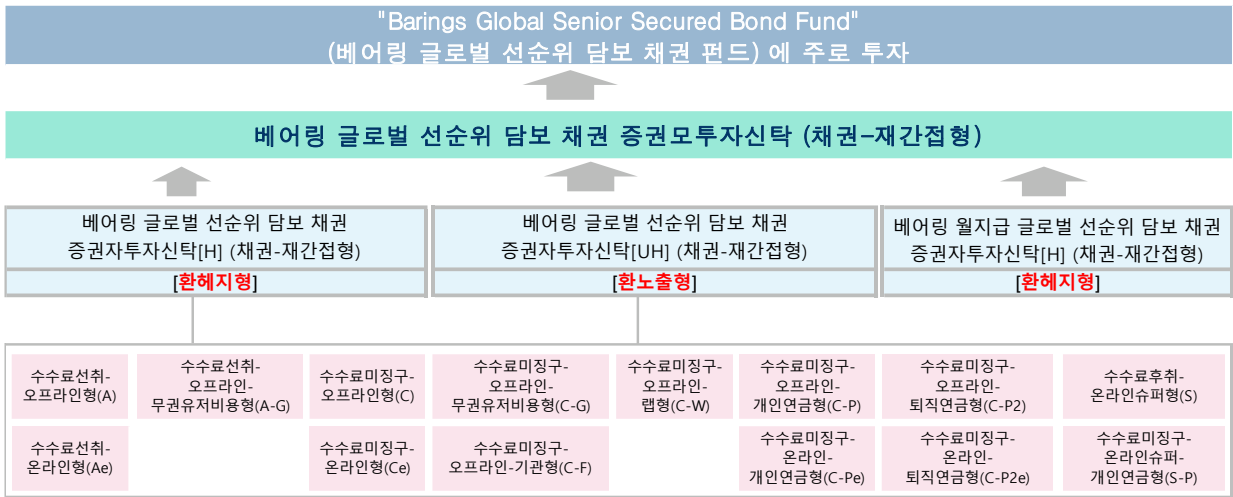 "Barings Global Senior Secured Bond Fund"
(베어링 글로벌 선순위 담보 채권 펀드) 에 주로 투자
베어링 글로벌 선순위 담보 채권 증권모투자신탁 (채권-재간접형)
베어링 글로벌 선순위 담보 채권
증권자투자신탁[H] (채권-재간접형)
[환헤지형]
베어링 글로벌 선순위 담보 채권
증권자투자신탁[UH] (채권-재간접형)
[환노출형]
베어링 월지급 글로벌 선순위 담보 채권
증권자투자신탁[H] (채권-재간접형)
[환헤지형]
수수료선취-
오프라인형(A)
수수료선취-
오프라인-
무권유저비용형(A-G)
수수료미징구-
오프라인형(C)
수수료미징구-
오프라인-
무권유저비용형(C-G)
수수료미징구-
오프라인-
랩형(C-W)
수수료미징구-
오프라인-
개인연금형(C-P)
수수료미징구-
오프라인-
퇴직연금형(C-P2)
수수료후취-
온라인슈퍼형(S)
수수료선취-
온라인형(Ae)
수수료미징구-
온라인형(Ce)
수수료미징구-
오프라인-기관형(C-F)
수수료미징구-
온라인-
개인연금형(C-Pe)
수수료미징구-
온라인-
퇴직연금형(C-P2e)
수수료미징구-
온라인슈퍼-
개인연금형(S-P)